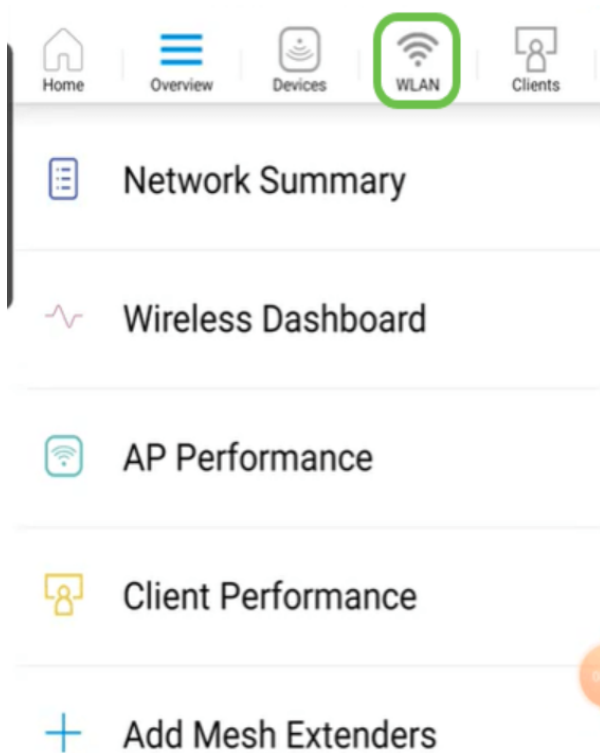 Home
Overview
Devices
WLAN
Clients
Network Summary
Wireless Dashboard
AP Performance
Client Performance
Add Mesh Extenders